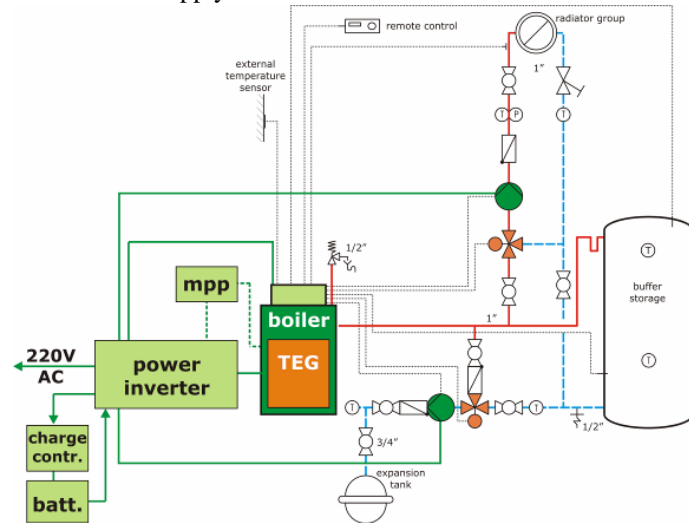 supply
remote control
radiator group
external
temperature
sensor
1"
T P
T
1/2"
mpp
T
buffer
storage
boiler
1"
TEG
220V
AC
power
inverter
T
T
T
1/2"
charge
contr.
3/4"
batt.
expansion
tank